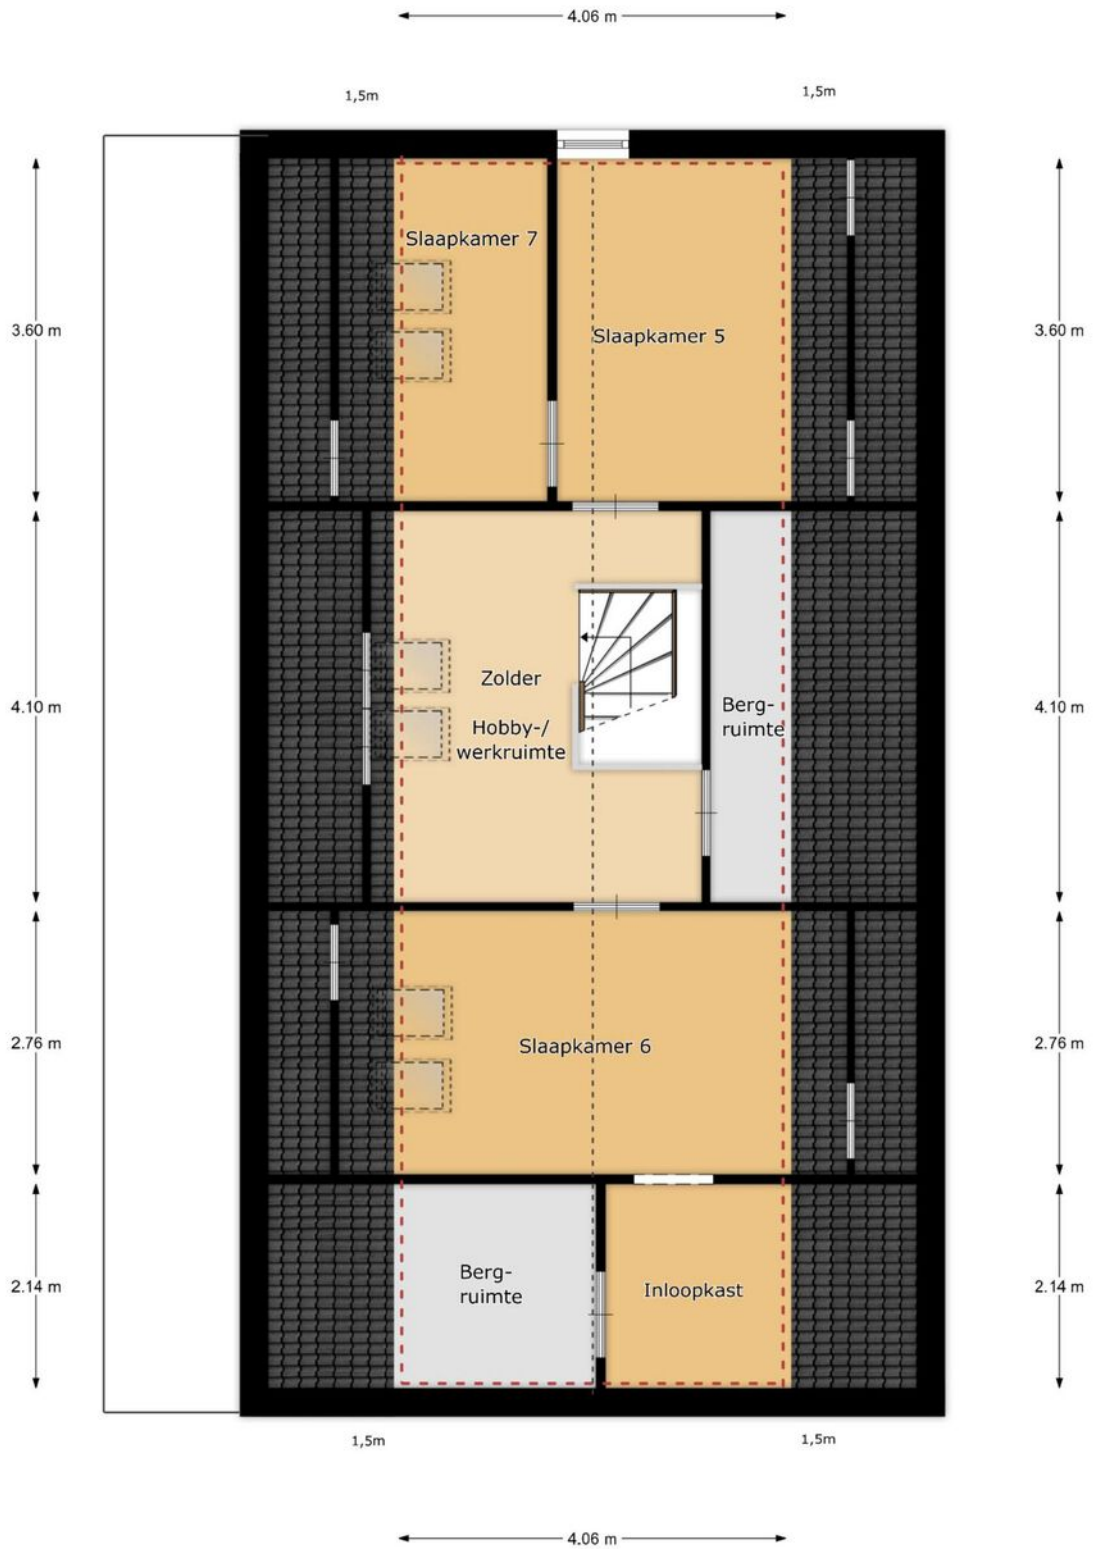 4.06 m
1,5m
1,5m
Slaapkamer 7
3.60 m
Slaapkamer 5
3.60 m
Zolder
Hobby-/
werkruimte
4.10 m
Berg-
ruimte
4.10 m
2.76 m
Slaapkamer 6
2.76 m
2.14 m
Berg-
ruimte
Inloopkast
2.14 m
1,5m
1,5m
4.06 m